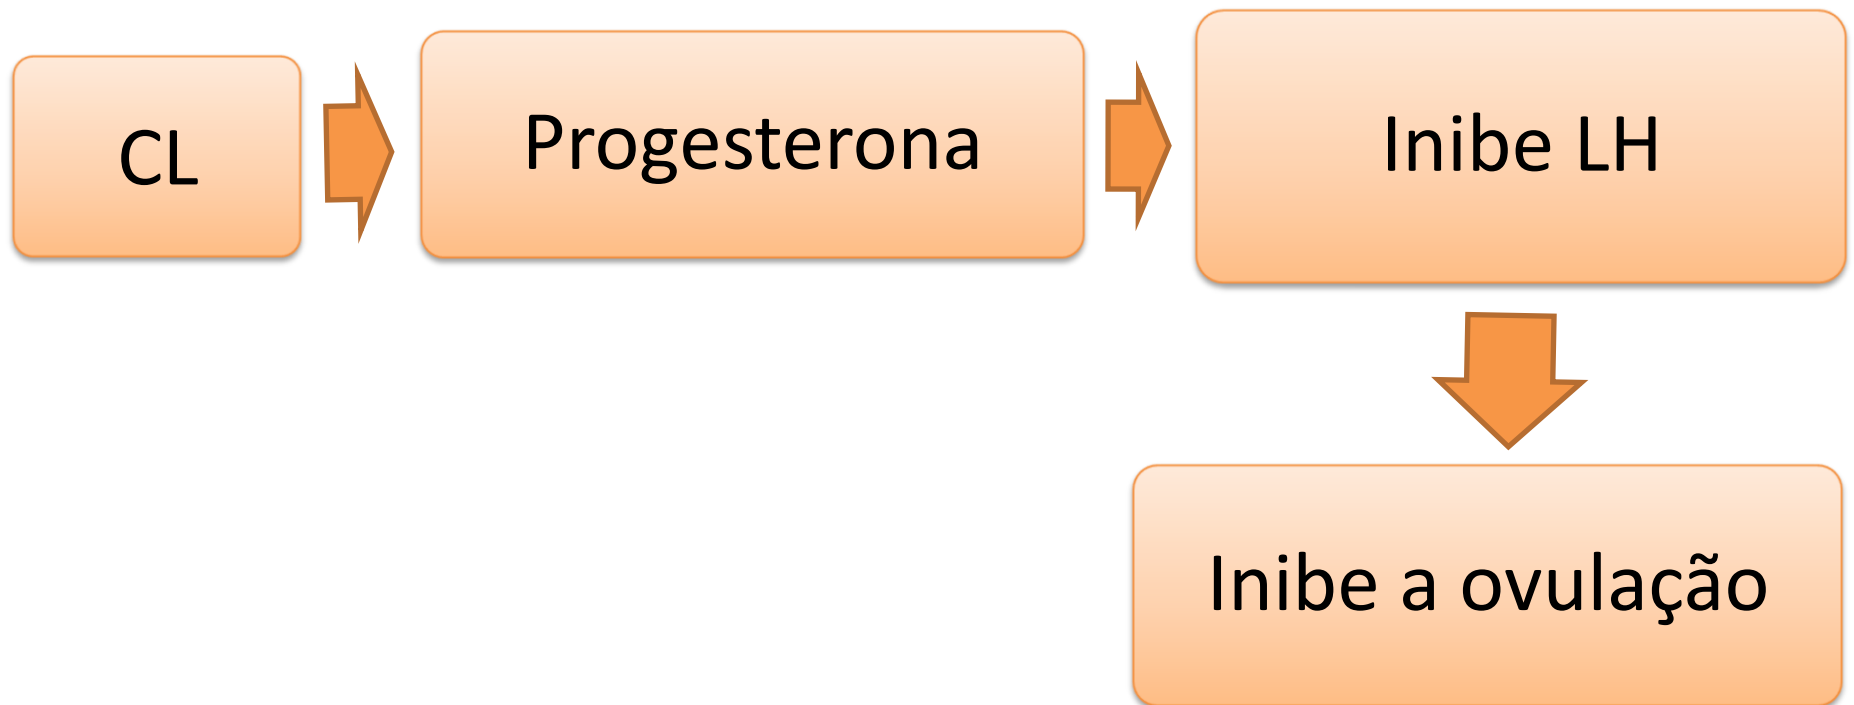 CL
Progesterona
Inibe LH
Inibe a ovulação